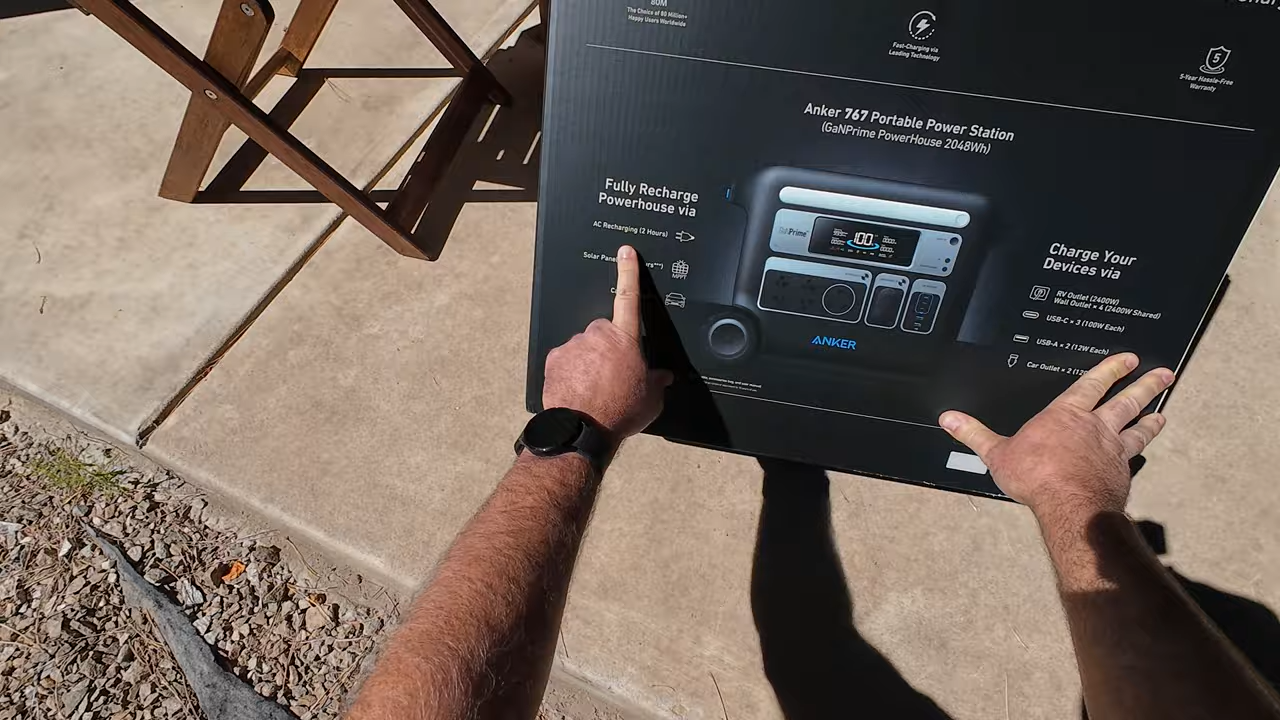 80M
The Choice of 80 Million+
Happy Users Worldwide
Fast-Charging via
Leading Technology
5
5-Year Hassle-Free
Warranty
Anker 767 Portable Power Station
(GaNPrime PowerHouse 2048Wh)
Fully Recharge
Powerhouse via
AC Recharging (2 Hours)
Solar
MPPT
GaNPrime
100
ANKER
Charge Your
Devices via
RV Outlet (2400W)
Wall Outlet × 4 (2400W Shared)
USB-C × 3 (100W Each)
USB-A × 2 (12W Each)
Car Outlet × 2